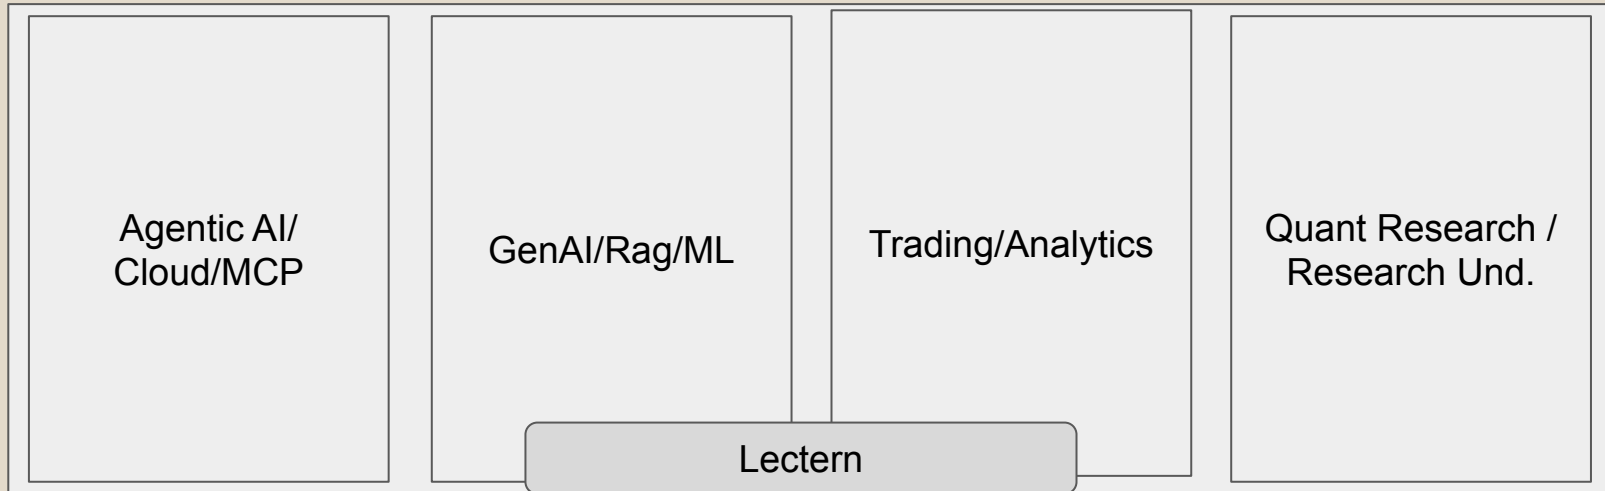 Agentic AI/
Cloud/MCP
GenAI/Rag/ML
Trading/Analytics
Quant Research /
Research Und.
Lectern